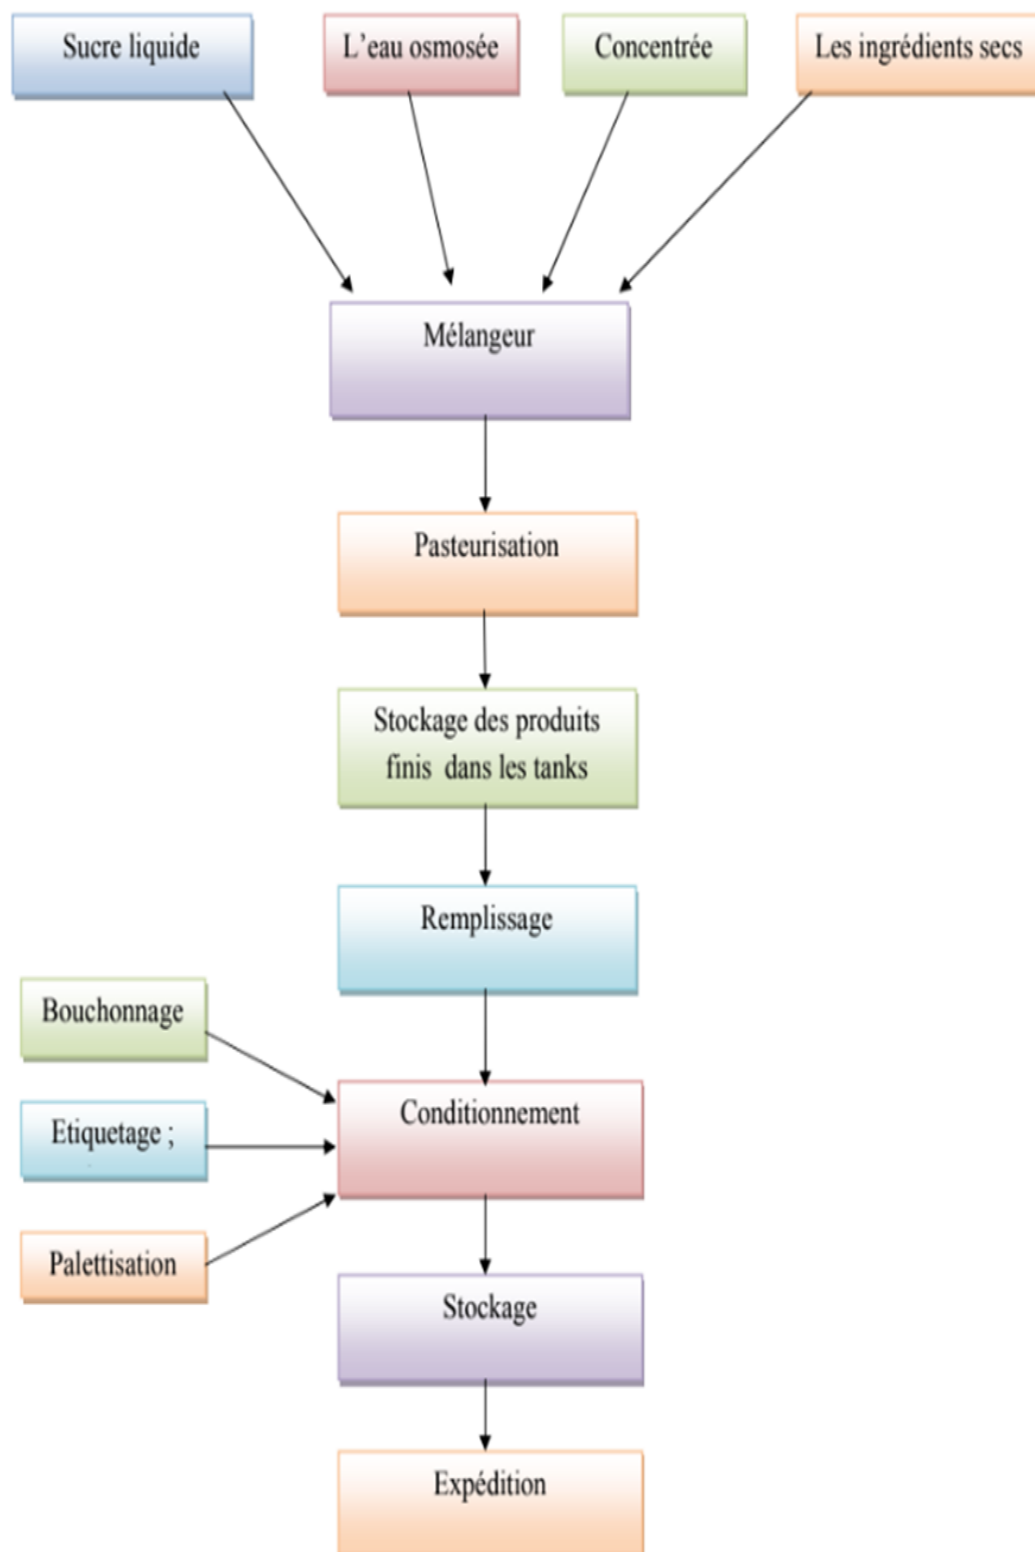 Sucre liquide
L’eau osmosée
Concentrée
Les ingrédients secs
Mélangeur
Pasteurisation
Stockage des produits
finis dans les tanks
Remplissage
Bouchonnage
Conditionnement
Etiquetage ;
Palettisation
Stockage
Expédition